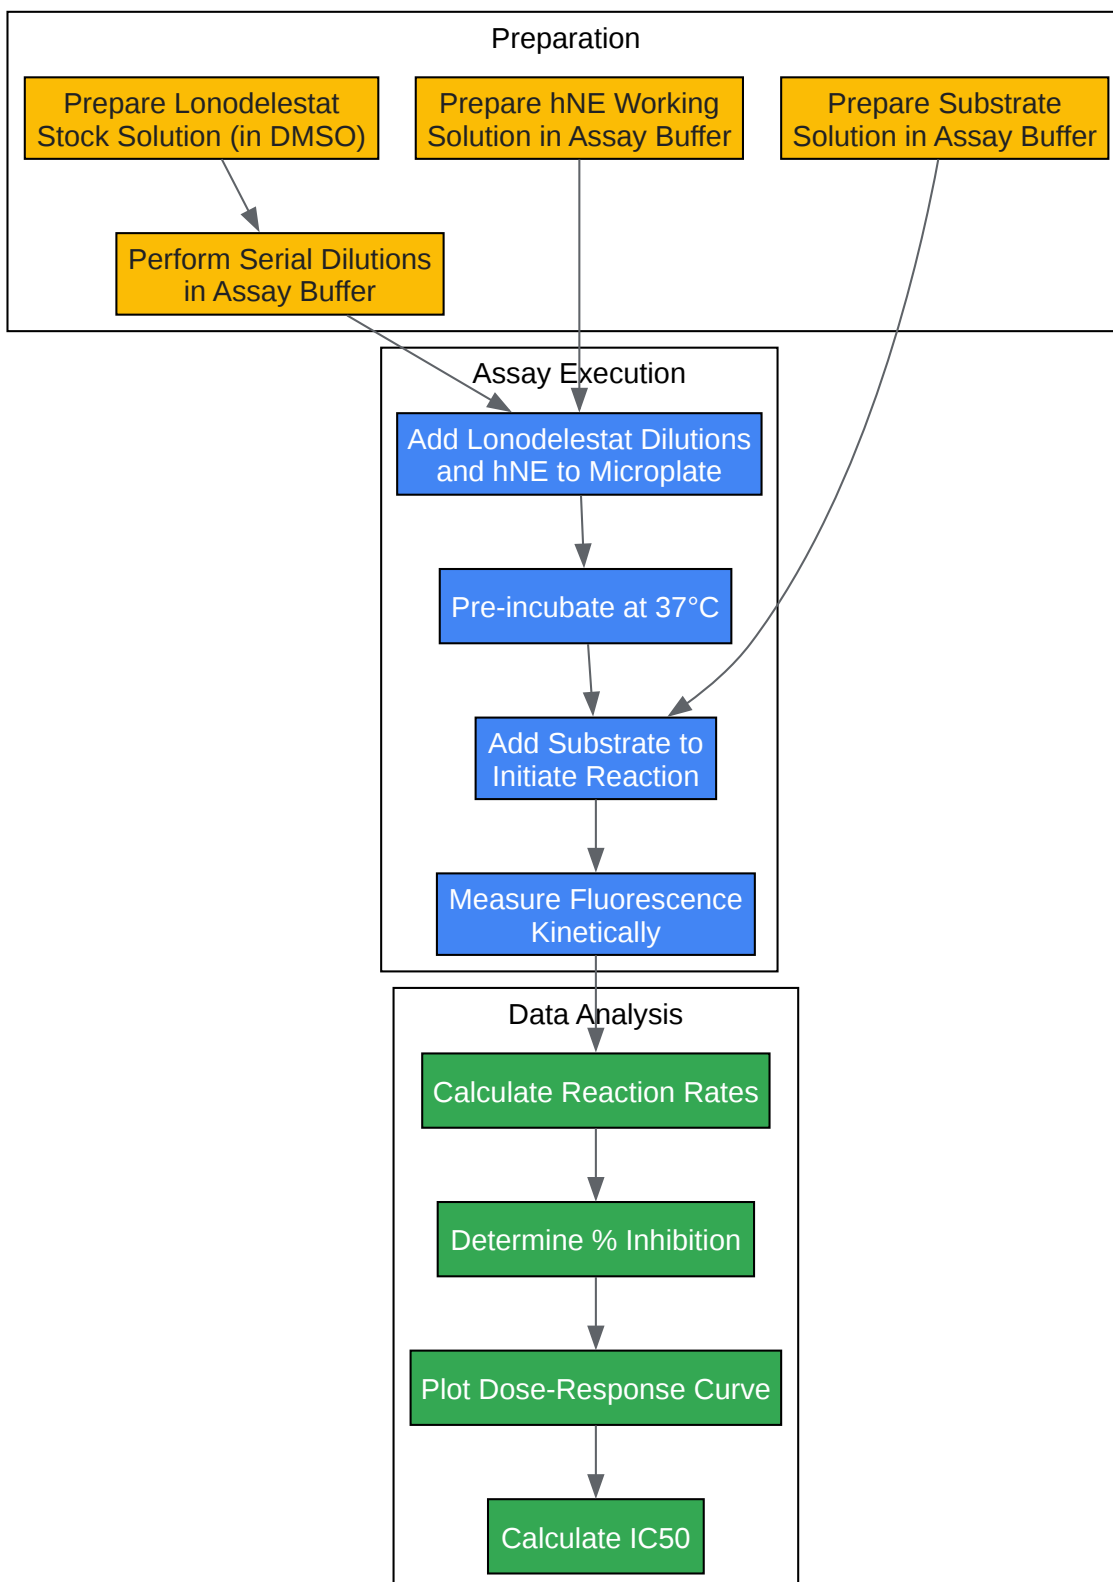 Preparation
Prepare Lonodelestat
Stock Solution (in DMSO)
Prepare hNE Working
Solution in Assay Buffer
Prepare Substrate
Solution in Assay Buffer
Perform Serial Dilutions
in Assay Buffer
Assay Execution
Add Lonodelestat Dilutions
and hNE to Microplate
Pre-incubate at 37°C
Add Substrate to
Initiate Reaction
Measure Fluorescence
Kinetically
Data Analysis
Calculate Reaction Rates
Determine % Inhibition
Plot Dose-Response Curve
Calculate IC50